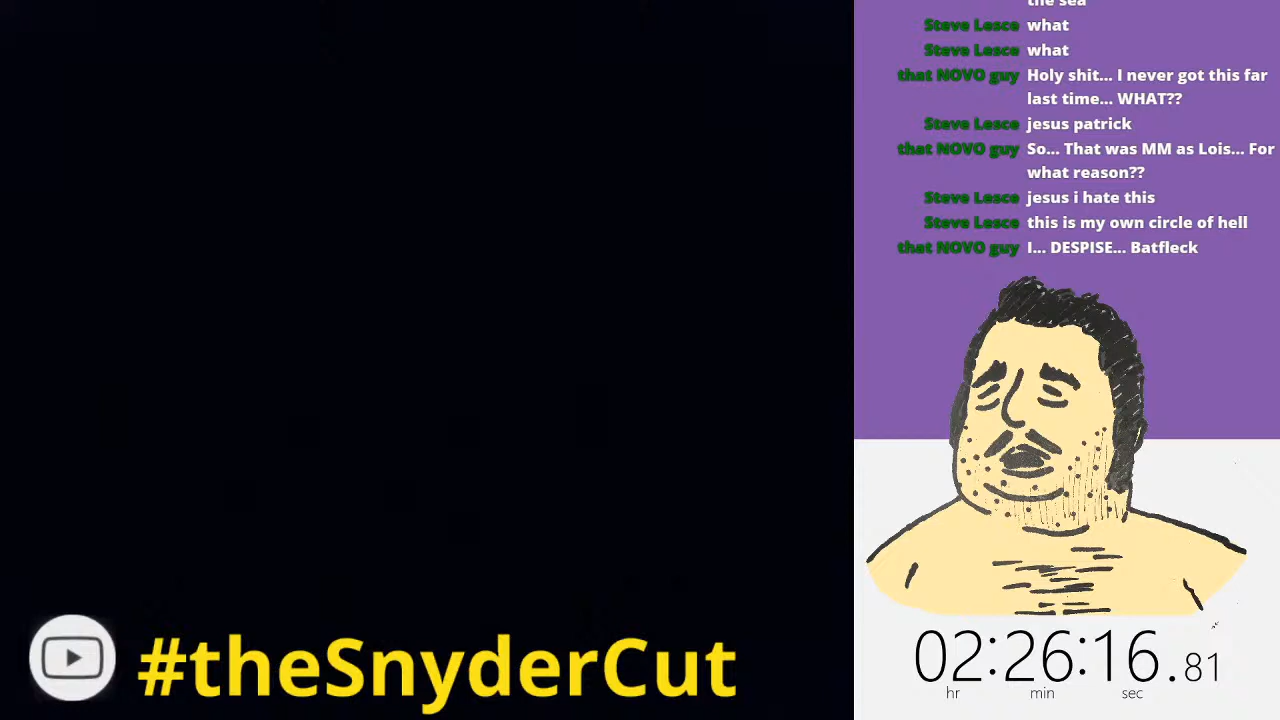 the sea
Steve Lesce what
Steve Lesce what
that NOVO guy Holy shit... I never got this far
last time... WHAT??
Steve Lesce jesus patrick
that NOVO guy So... That was MM as Lois... For
what reason??
Steve Lesce jesus i hate this
Steve Lesce this is my own circle of hell
that NOVO guy I... DESPISE... Batfleck
#theSnyderCut
02:26:16.81
hr min sec